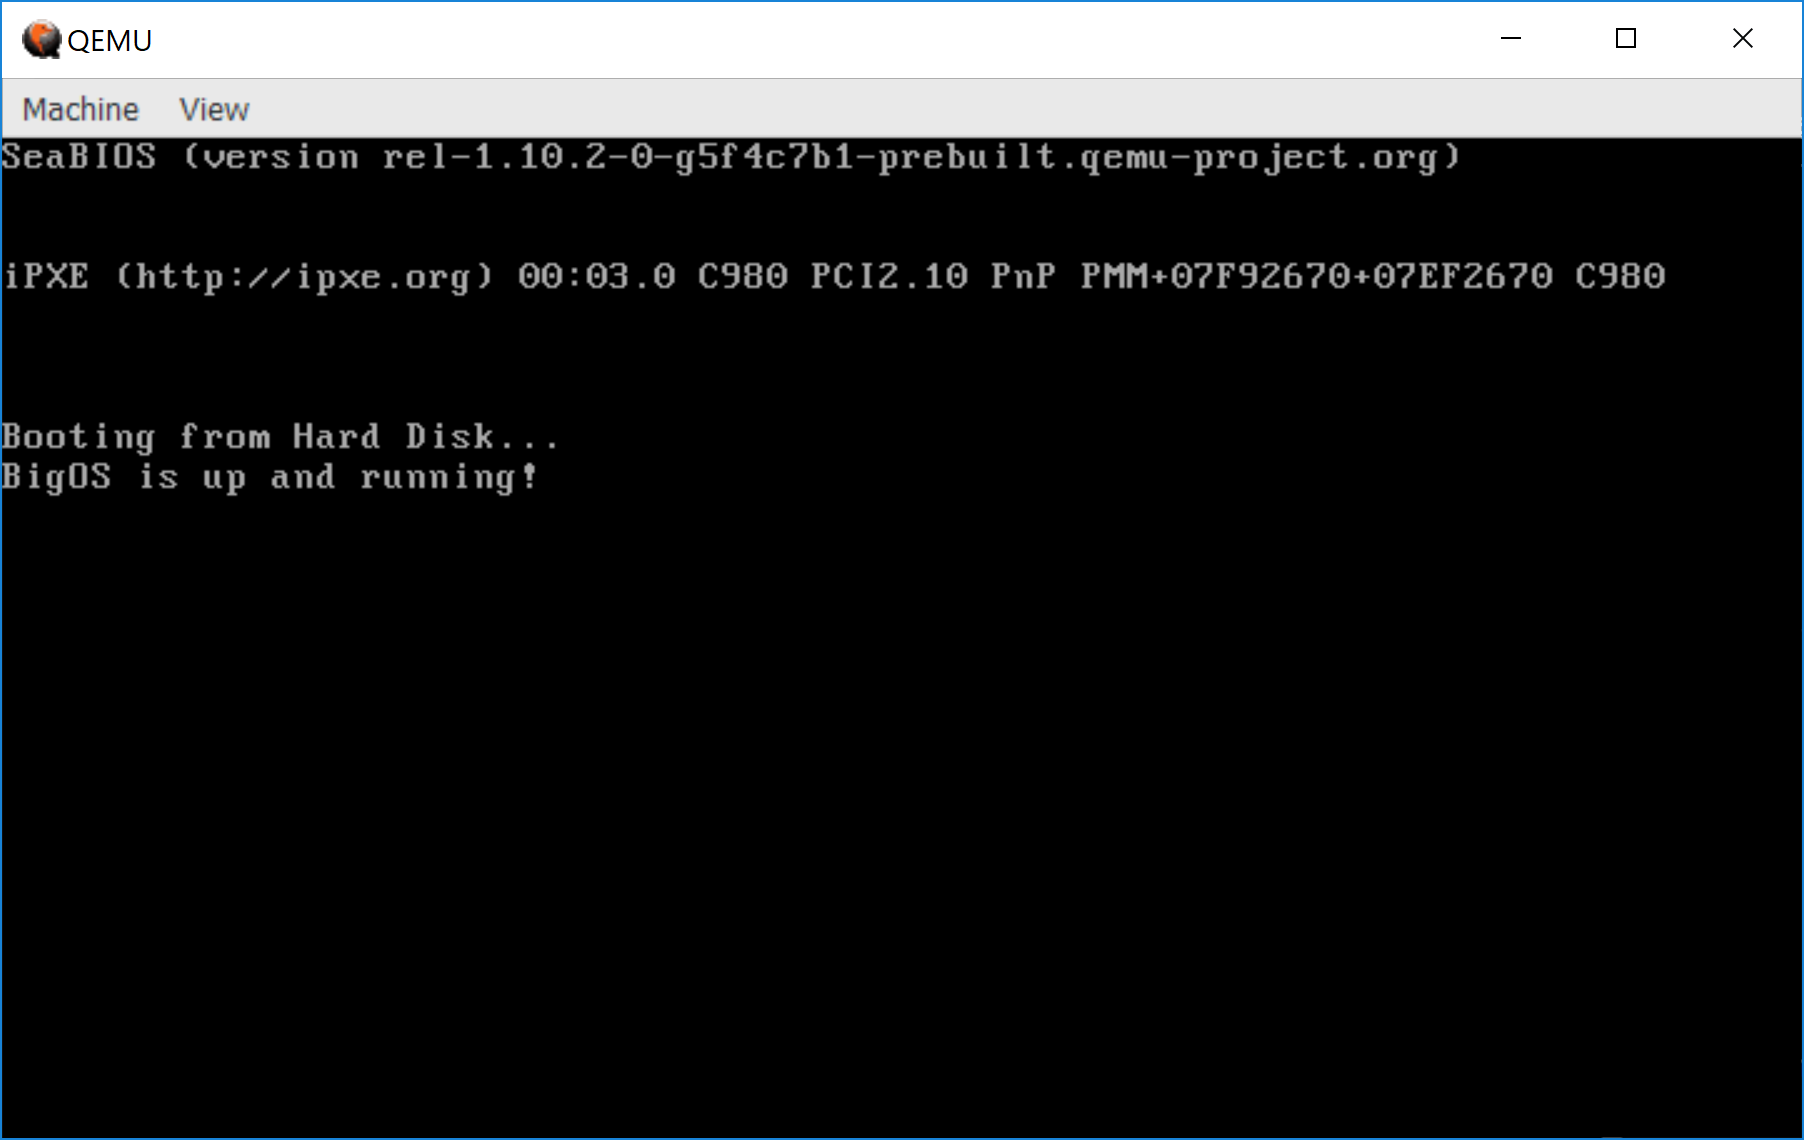 QEMU
Machine View
SeaBIOS (version rel-1.10.2-0-g5f4c7b1-prebuilt.qemu-project.org)
iPXE (http://ipxe.org) 00:03.0 C980 PCI2.10 PnP PMM+07F92670+07EF2670 C980
Booting from Hard Disk...
BigOS is up and running!